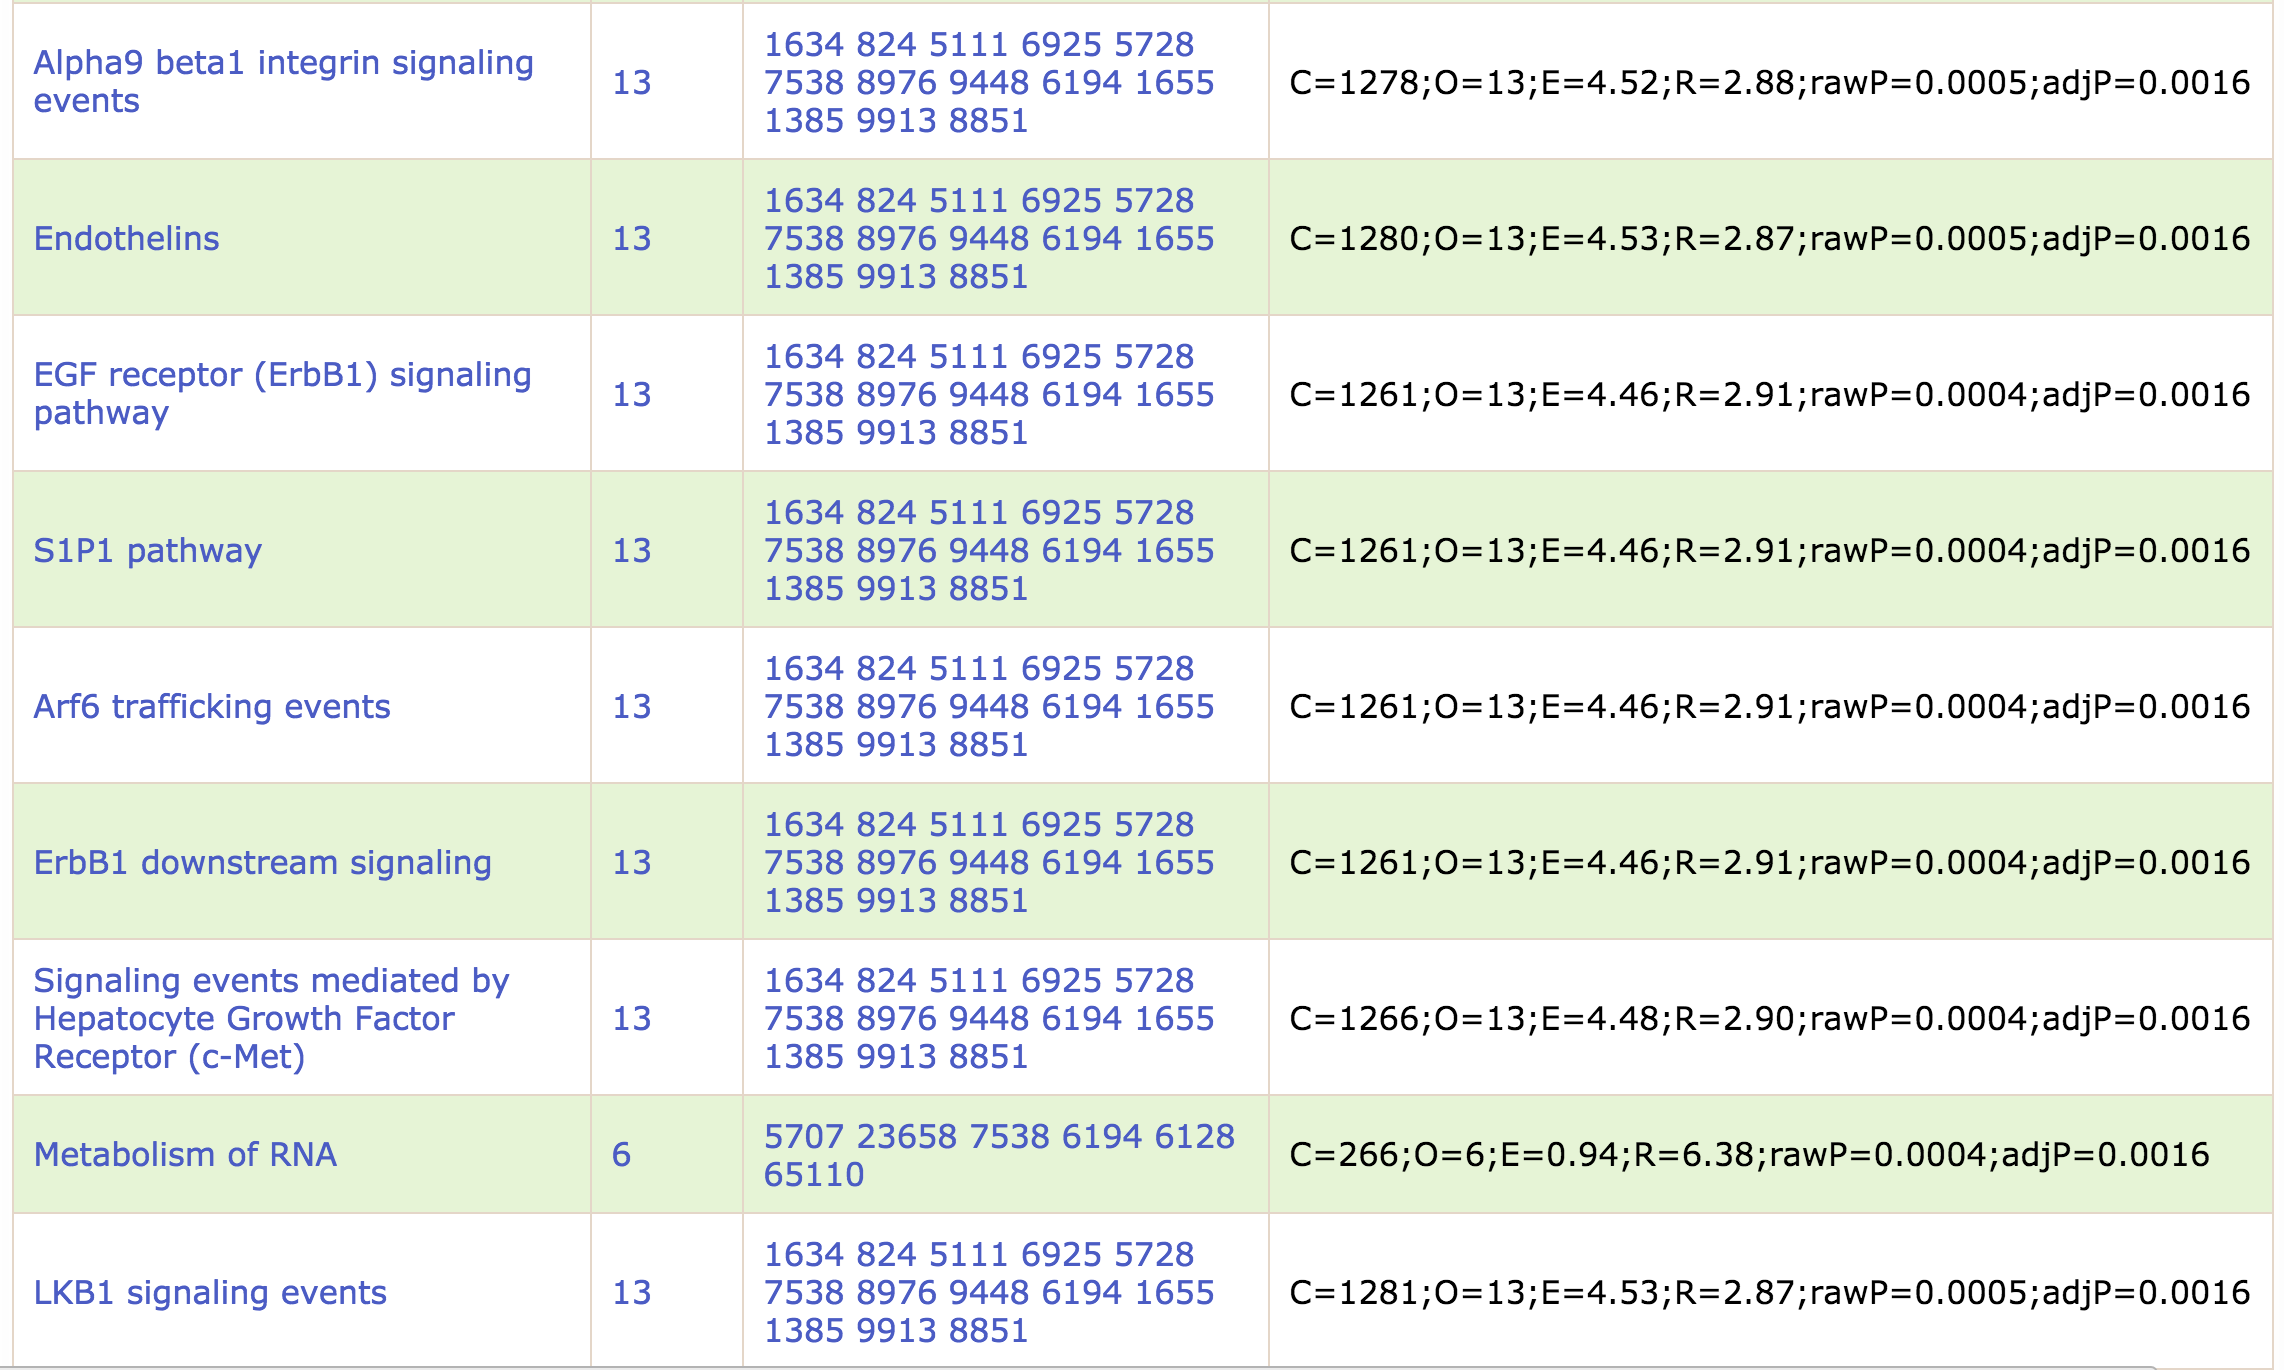 Alpha9 beta1 integrin signaling
events
13
1634 824 5111 6925 5728
7538 8976 9448 6194 1655
1385 9913 8851
C=1278;O=13;E=4.52;R=2.88;rawP=0.0005;adjP=0.0016
Endothelins
13
1634 824 5111 6925 5728
7538 8976 9448 6194 1655
1385 9913 8851
C=1280;O=13;E=4.53;R=2.87;rawP=0.0005;adjP=0.0016
EGF receptor (ErbB1) signaling
pathway
13
1634 824 5111 6925 5728
7538 8976 9448 6194 1655
1385 9913 8851
C=1261;O=13;E=4.46;R=2.91;rawP=0.0004;adjP=0.0016
S1P1 pathway
13
1634 824 5111 6925 5728
7538 8976 9448 6194 1655
1385 9913 8851
C=1261;O=13;E=4.46;R=2.91;rawP=0.0004;adjP=0.0016
Arf6 trafficking events
13
1634 824 5111 6925 5728
7538 8976 9448 6194 1655
1385 9913 8851
C=1261;O=13;E=4.46;R=2.91;rawP=0.0004;adjP=0.0016
ErbB1 downstream signaling
13
1634 824 5111 6925 5728
7538 8976 9448 6194 1655
1385 9913 8851
C=1261;O=13;E=4.46;R=2.91;rawP=0.0004;adjP=0.0016
Signaling events mediated by
Hepatocyte Growth Factor
Receptor (c-Met)
13
1634 824 5111 6925 5728
7538 8976 9448 6194 1655
1385 9913 8851
C=1266;O=13;E=4.48;R=2.90;rawP=0.0004;adjP=0.0016
Metabolism of RNA
6
5707 23658 7538 6194 6128
65110
C=266;O=6;E=0.94;R=6.38;rawP=0.0004;adjP=0.0016
LKB1 signaling events
13
1634 824 5111 6925 5728
7538 8976 9448 6194 1655
1385 9913 8851
C=1281;O=13;E=4.53;R=2.87;rawP=0.0005;adjP=0.0016